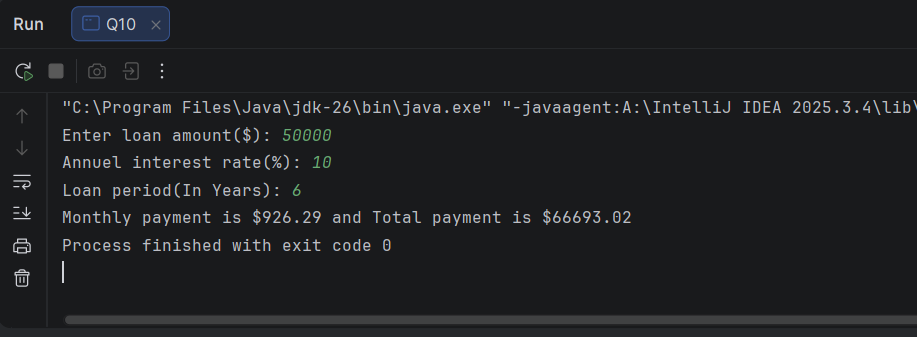 Run Q10
"C:\Program Files\Java\jdk-26\bin\java.exe" "-javaagent:A:\IntelliJ IDEA 2025.3.4\lib\
Enter loan amount($): 50000
Annuel interest rate(%): 10
Loan period(In Years): 6
Monthly payment is $926.29 and Total payment is $66693.02
Process finished with exit code 0